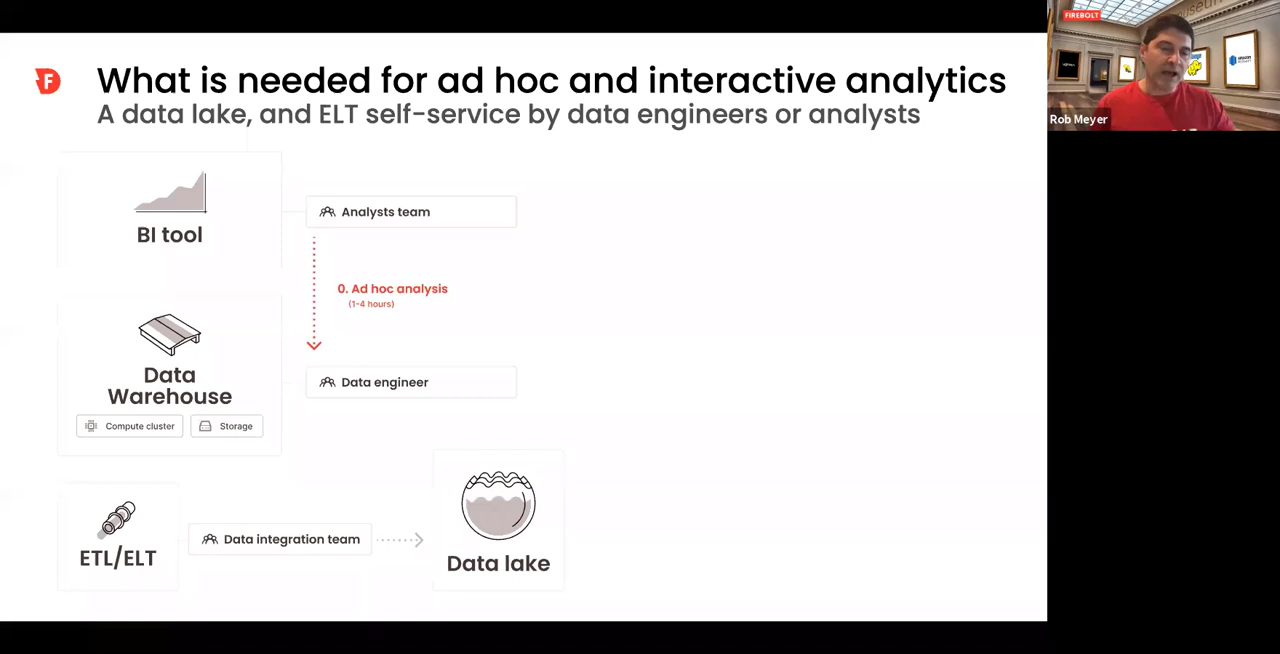 What is needed for ad hoc and interactive analytics
A data lake, and ELT self-service by data engineers or analysts
BI tool
Analysts team
0. Ad hoc analysis
(1-4 hours)
Data
Warehouse
Compute cluster
Storage
Data engineer
ETL/ELT
Data integration team
Data lake
FIREBOLT
Rob Meyer